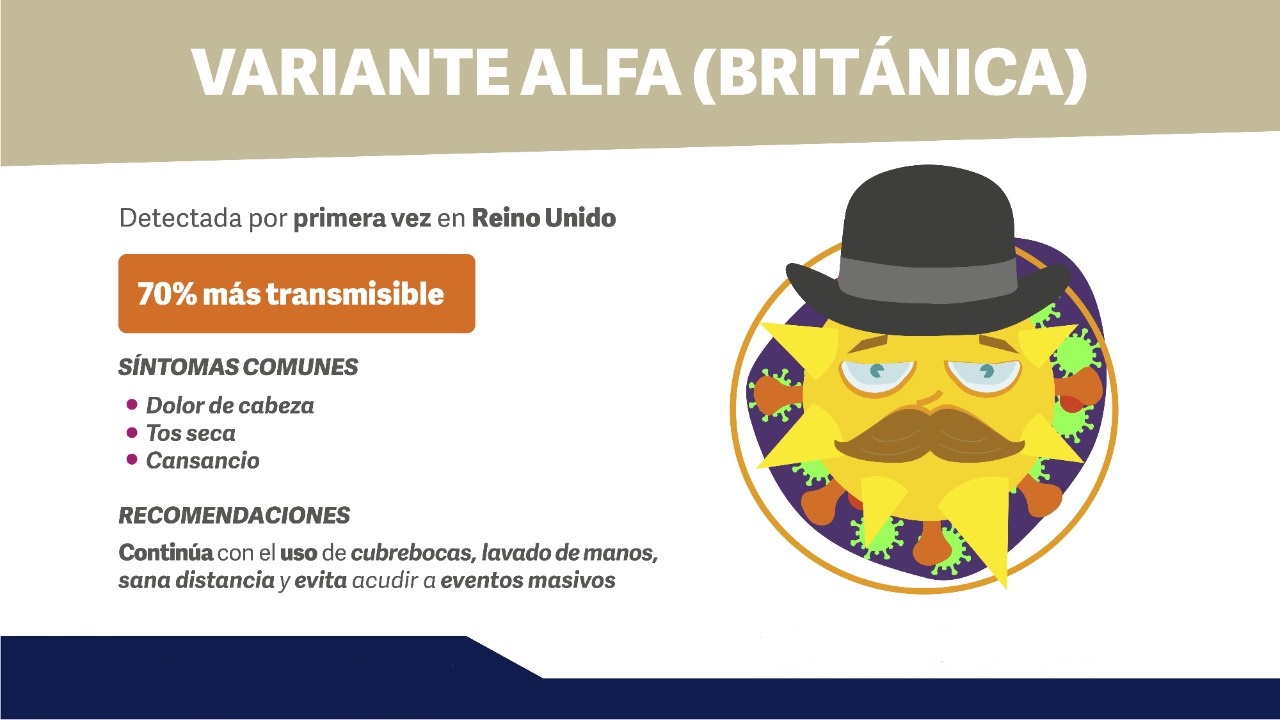 VARIANTE ALFA (BRITÁNICA)
Detectada por primera vez en Reino Unido
70% más transmisible
SÍNTOMAS COMUNES
Dolor de cabeza
Tos seca
Cansancio
RECOMENDACIONES
Continúa con el uso de cubrebocas, lavado de manos,
sana distancia y evita acudir a eventos masivos